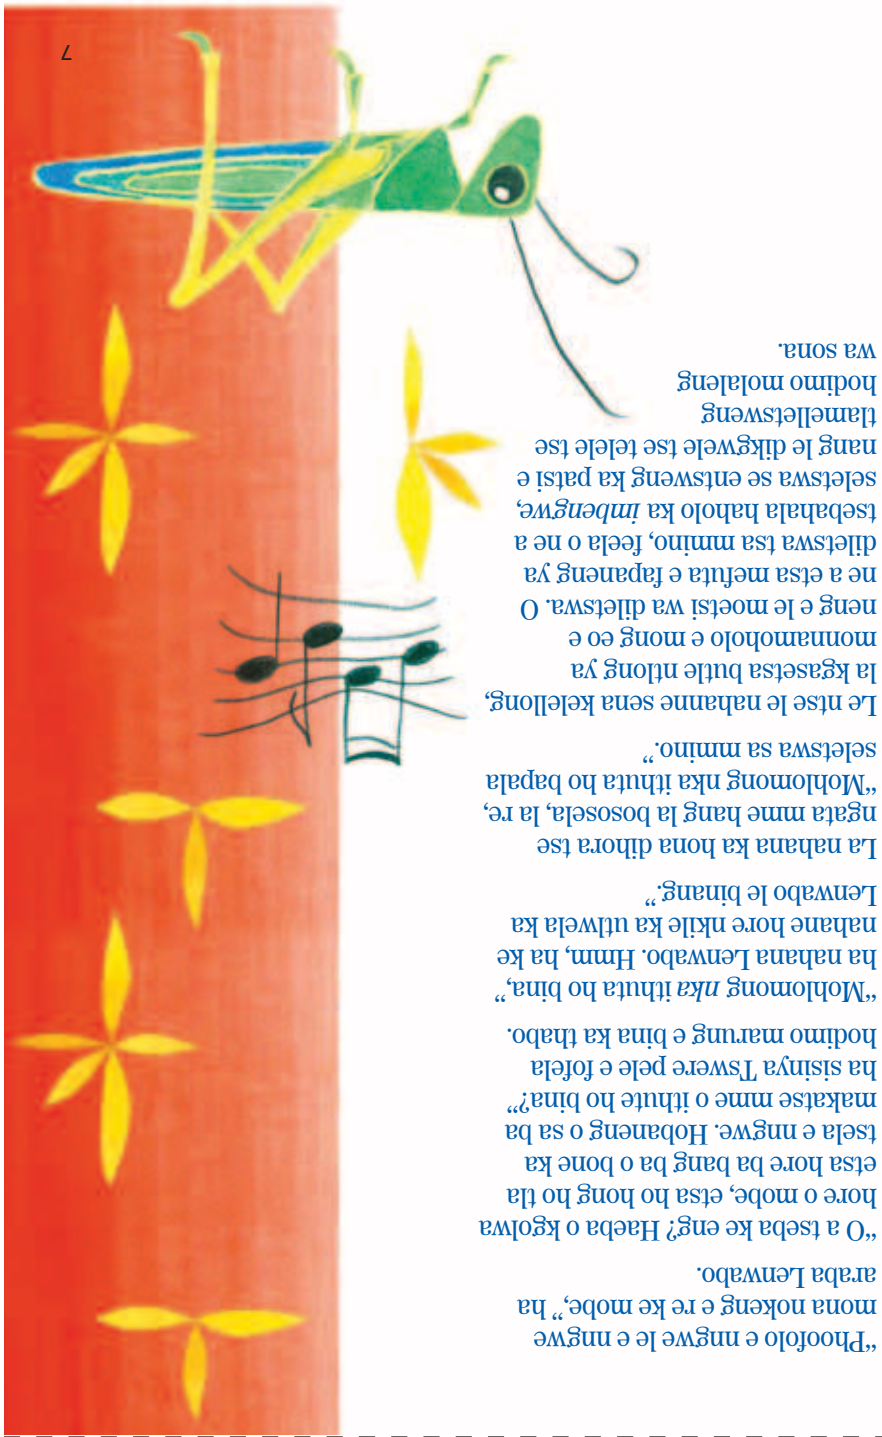 “Phoofolo e nngwe le e nngwe
mona nokeng e re ke mobe,” ha
araba Lenwabo.
“O a tseba ke eng? Haeba o kgolwa
hore o mobe, etsa ho hong ho tla
etsa hore ba bang ba o bone ka
tsela e nngwe. Hobaneng o sa ba
makatse mme o ithute ho bina?”
ha sisinya Tswere pele e fofela
hodimo marung e bina ka thabo.
“Mohlomong nka ithuta ho bina,”
ha nahana Lenwabo. Hmm, ha ke
nahane hore nkile ka utlwela ka
Lenwabo le binang.”
La nahana ka hona dihora tse
ngata mme hang la bososela, la re,
“Mohlomong nka ithuta ho bapala
seletswa sa mmino.”
Le ntse le nahanne sena kelellong,
la kgasetsa butle ntlong ya
monnamoholo e mong eo e
neng e le moetsi wa diletswa. O
ne a etsa mefuta e fapaneng ya
diletswa tsa mmino, feela o ne a
tsebahala haholo ka imbengwe,
seletswa se entsweng ka patsi e
nang le dikgwele tse telele tse
tlamelletsweng
hodimo molaleng
wa sona.
7